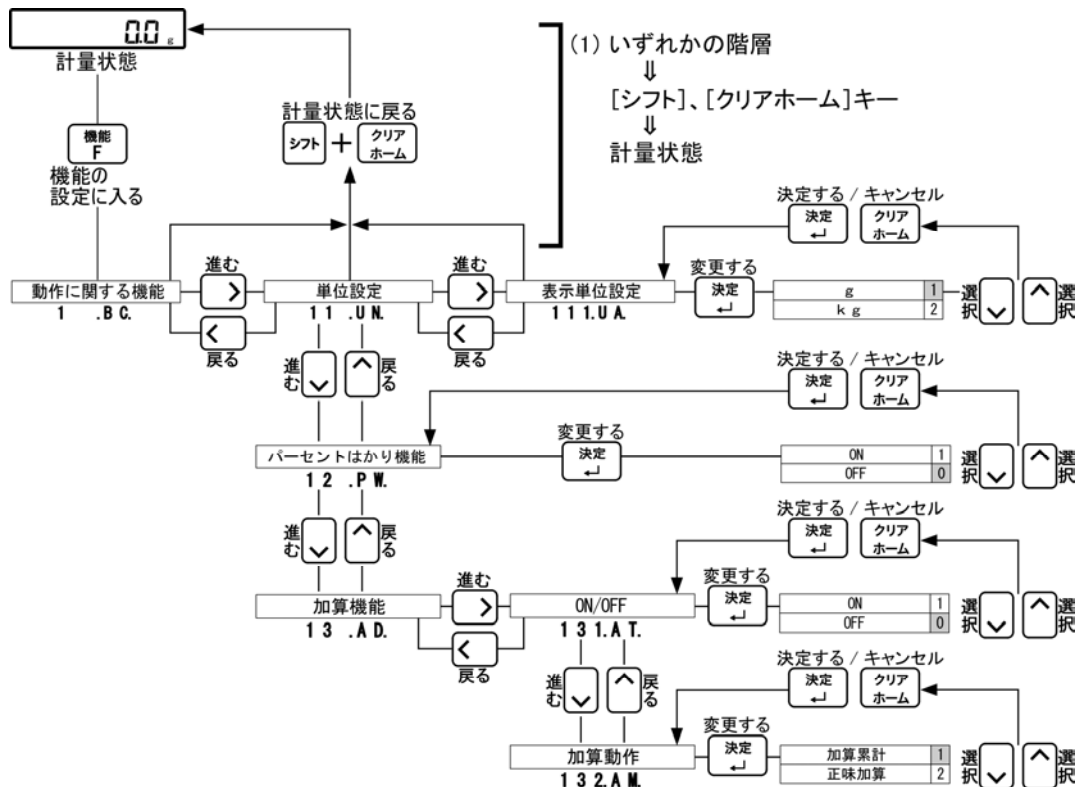 0.0 g
計量状態
機能
F
機能の
設定に入る
計量状態に戻る
シフト + クリア
ホーム
(1) いずれかの階層
⇓
[シフト]、[クリアホーム]キー
⇓
計量状態
決定する / キャンセル
決定 クリア
ホーム
動作に関する機能
1 .B C.
進む
戻る
単位設定
1 1 .U N.
進む
戻る
表示単位設定
1 1 1.U A.
変更する
決定
g 1
k g 2
選択
選択
進む
戻る
決定する / キャンセル
決定 クリア
ホーム
パーセントはかり機能
1 2 .P W.
変更する
決定
ON 1
OFF 0
選択
選択
進む
戻る
決定する / キャンセル
決定 クリア
ホーム
加算機能
1 3 .A D.
進む
戻る
ON/OFF
1 3 1.A T.
変更する
決定
ON 1
OFF 0
選択
選択
進む
戻る
決定する / キャンセル
決定 クリア
ホーム
加算動作
1 3 2.A M.
変更する
決定
加算累計 1
正味加算 2
選択
選択